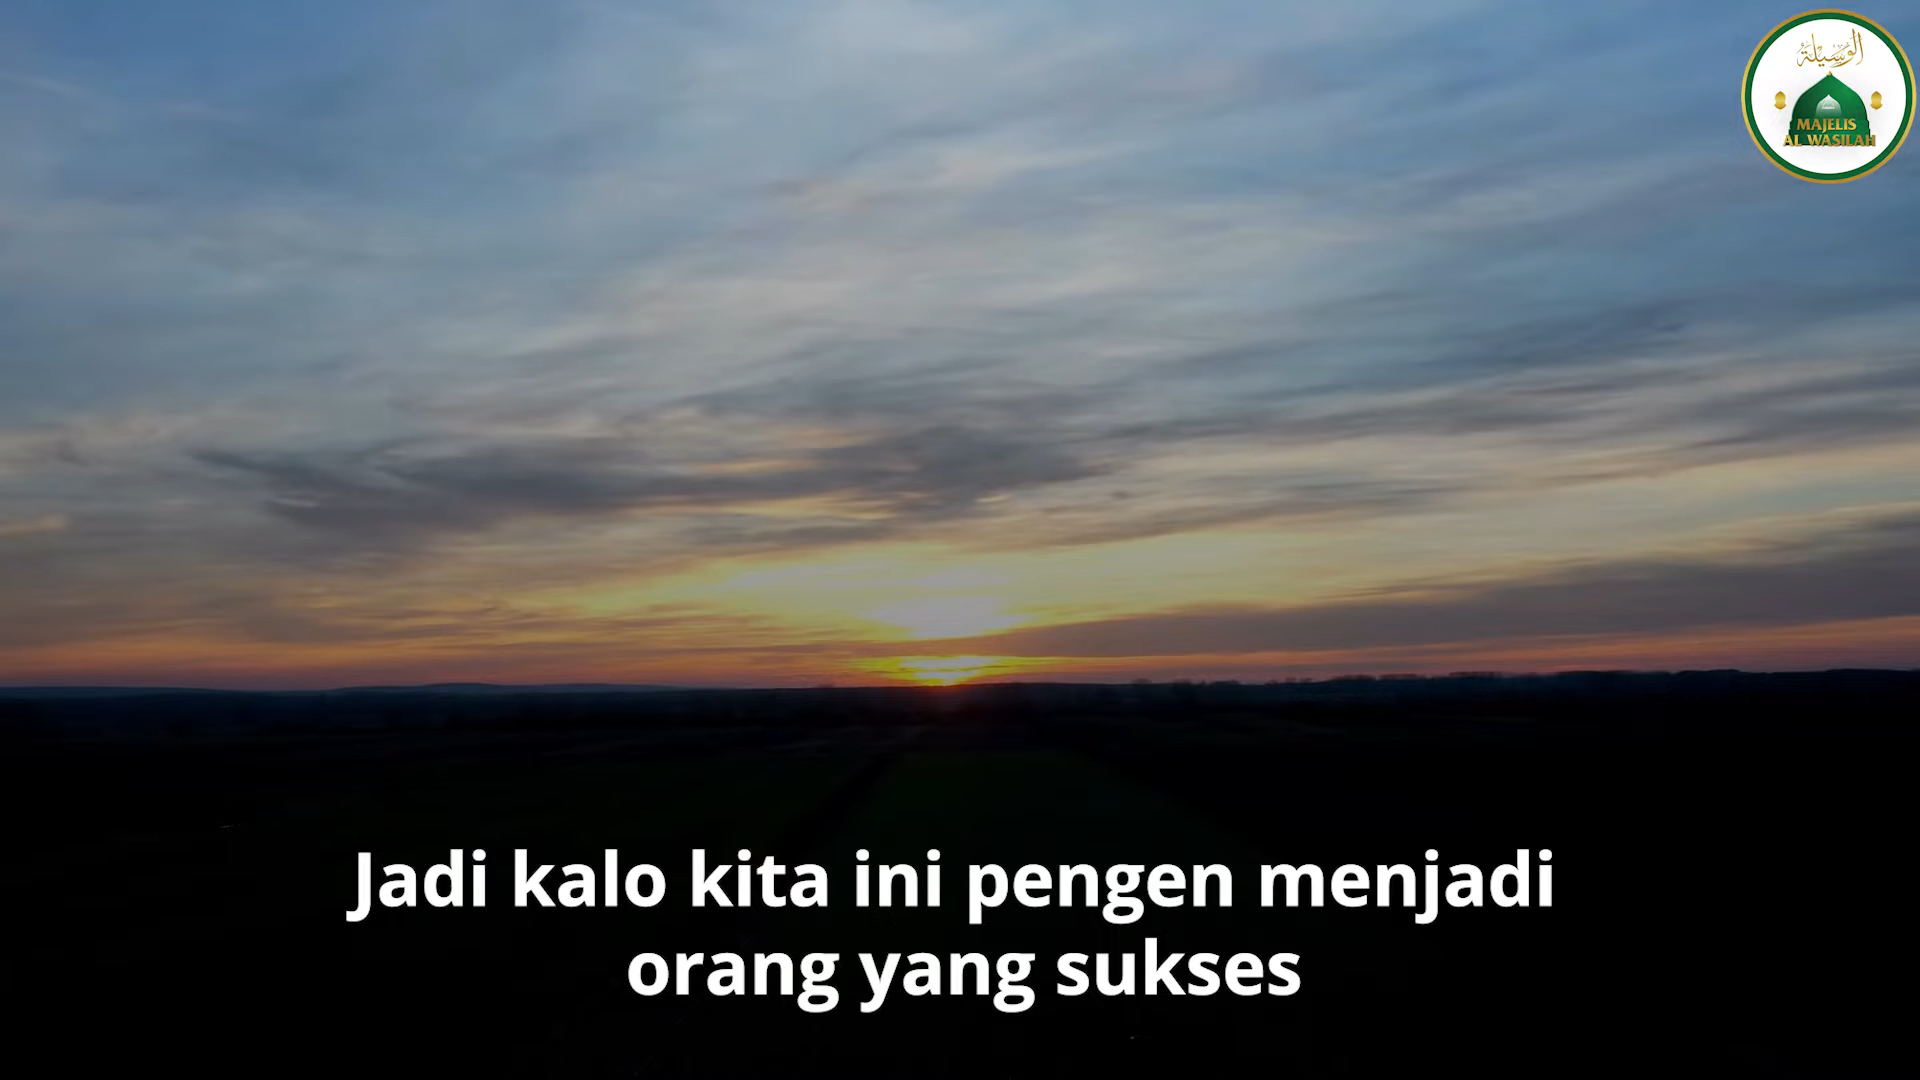 الوسيلة
MAJELIS
AL WASILAH
Jadi kalo kita ini pengen menjadi
orang yang sukses